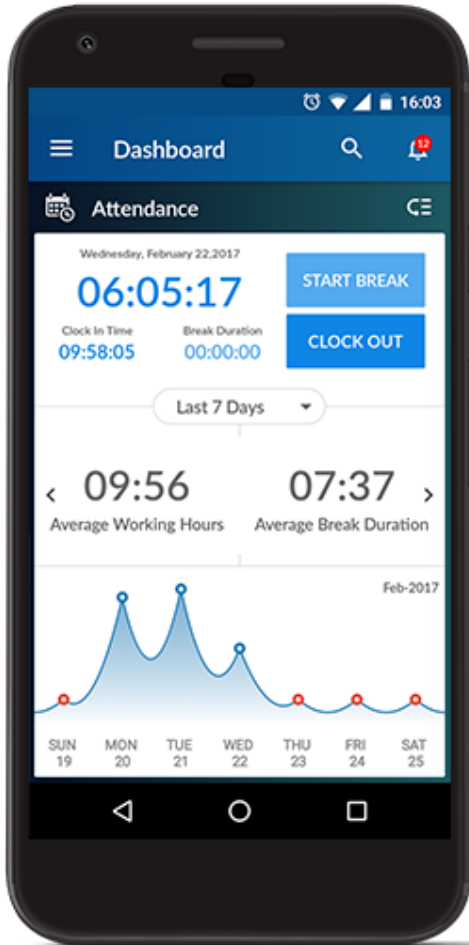 16:03
Dashboard
12
Attendance
Wednesday, February 22,2017
06:05:17
START BREAK
Clock In Time
Break Duration
09:58:05
00:00:00
CLOCK OUT
Last 7 Days
09:56
07:37
Average Working Hours
Average Break Duration
Feb-2017
SUN MON TUE WED THU FRI SAT
19 20 21 22 23 24 25